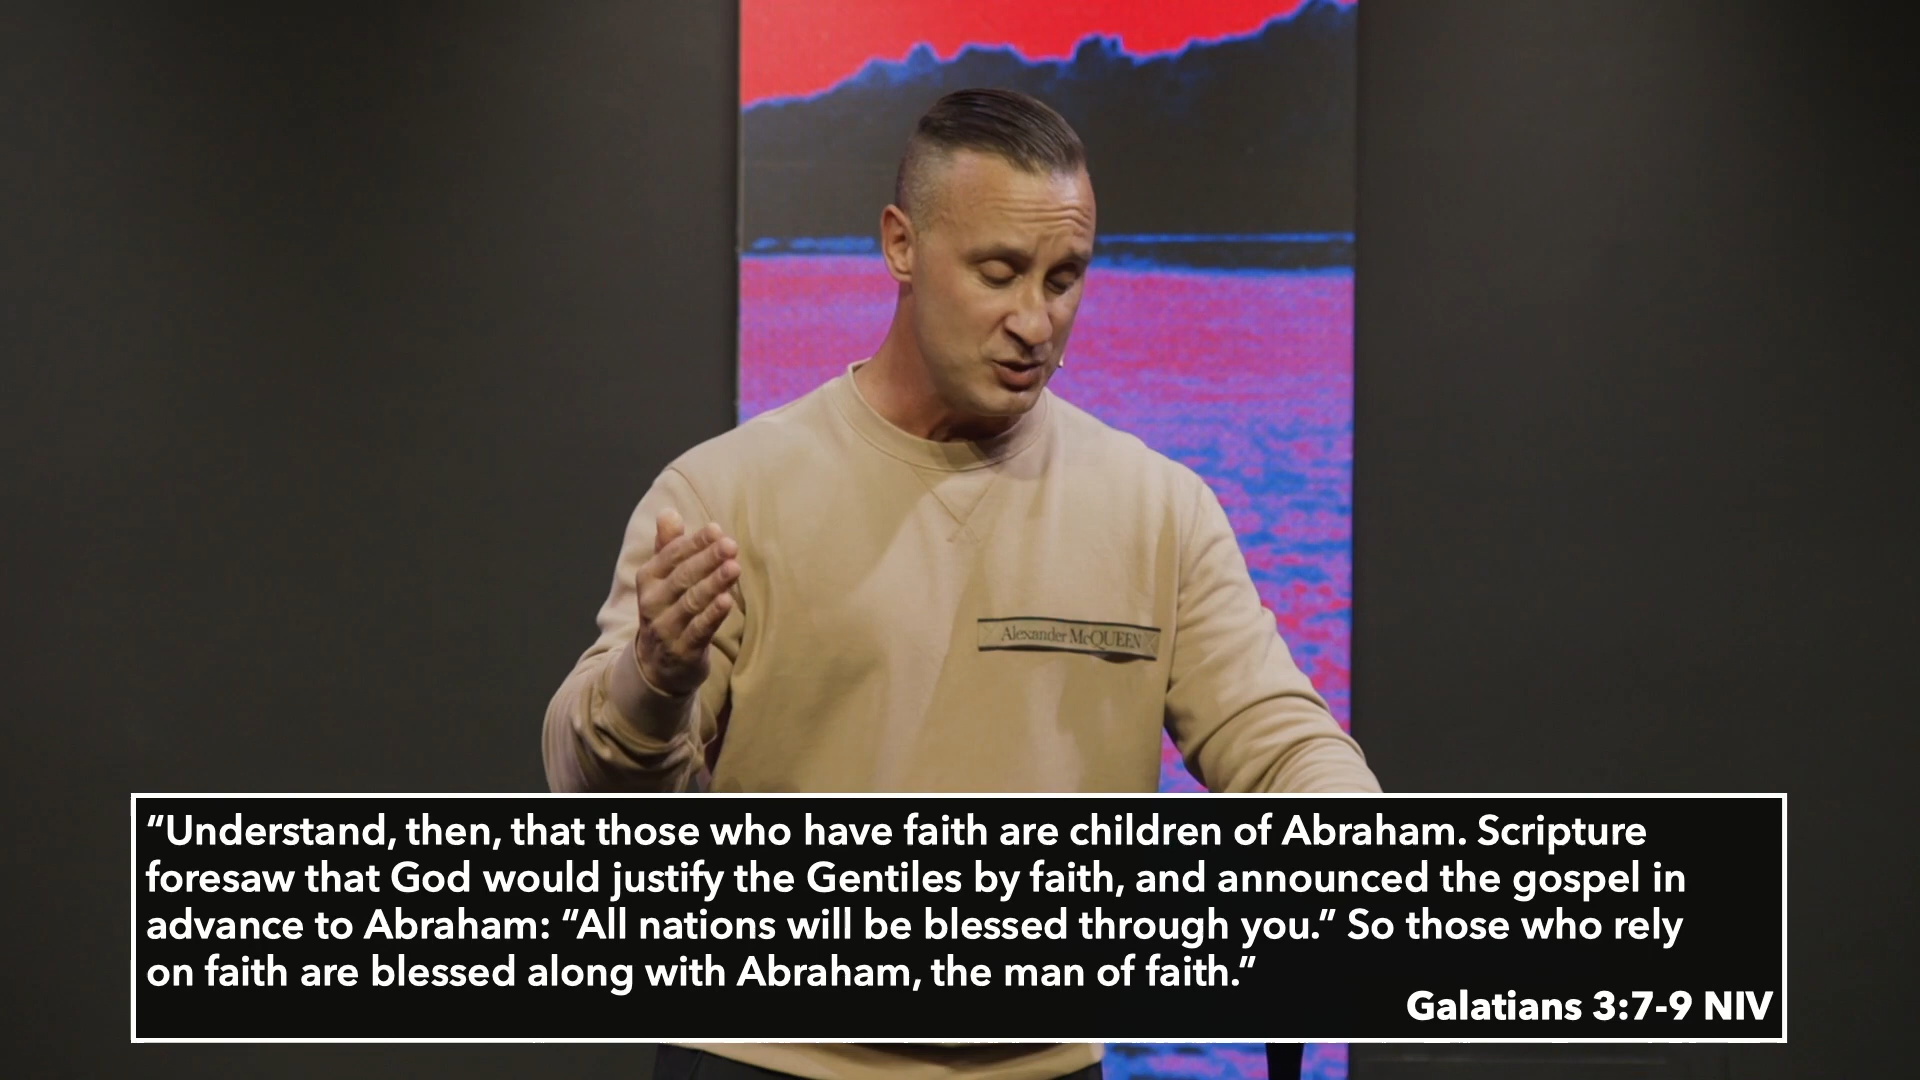 Alexander McQUEEN
“Understand, then, that those who have faith are children of Abraham. Scripture
foresaw that God would justify the Gentiles by faith, and announced the gospel in
advance to Abraham: “All nations will be blessed through you.” So those who rely
on faith are blessed along with Abraham, the man of faith.”
Galatians 3:7-9 NIV